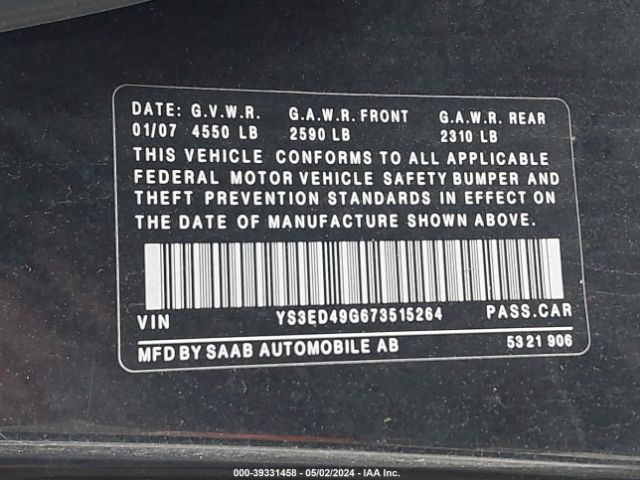 DATE: G.V.W.R. G.A.W.R. FRONT G.A.W.R. REAR
01/07 4550 LB 2590 LB 2310 LB
THIS VEHICLE CONFORMS TO ALL APPLICABLE
FEDERAL MOTOR VEHICLE SAFETY BUMPER AND
THEFT PREVENTION STANDARDS IN EFFECT ON
THE DATE OF MANUFACTURE SHOWN ABOVE.
VIN YS3ED49G673515264 PASS.CAR
MFD BY SAAB AUTOMOBILE AB 5321 906
000-39331458 - 05/02/2024 - IAA Inc.